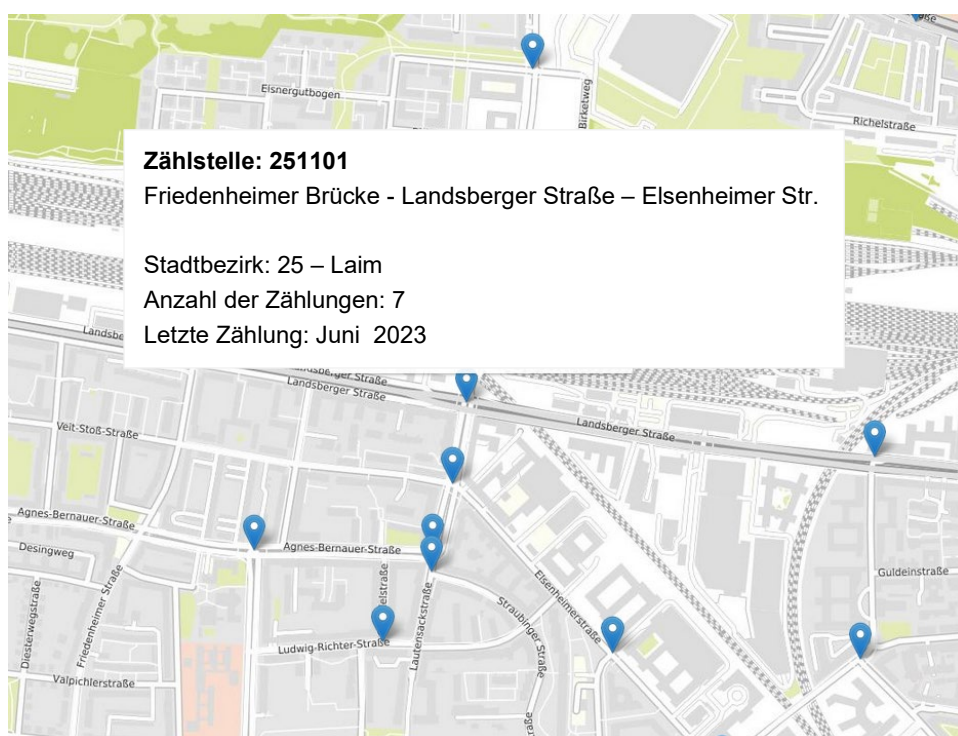 Elsnergutbogen
Birketweg
Richelstraße
Zählstelle: 251101
Friedenheimer Brücke - Landsberger Straße – Elsenheimer Str.
Stadtbezirk: 25 – Laim
Anzahl der Zählungen: 7
Letzte Zählung: Juni  2023
Landsberger Straße
Landsberger Straße
Veit-Stoß-Straße
Agnes-Bernauer-Straße
Agnes-Bernauer-Straße
Desingweg
Guldeinstraße
Elsenheimerstraße
Diesterwegstraße
Friedenheimer Straße
Straubinger Straße
Lautensackstraße
Ludwig-Richter-Straße
Valpichlerstraße